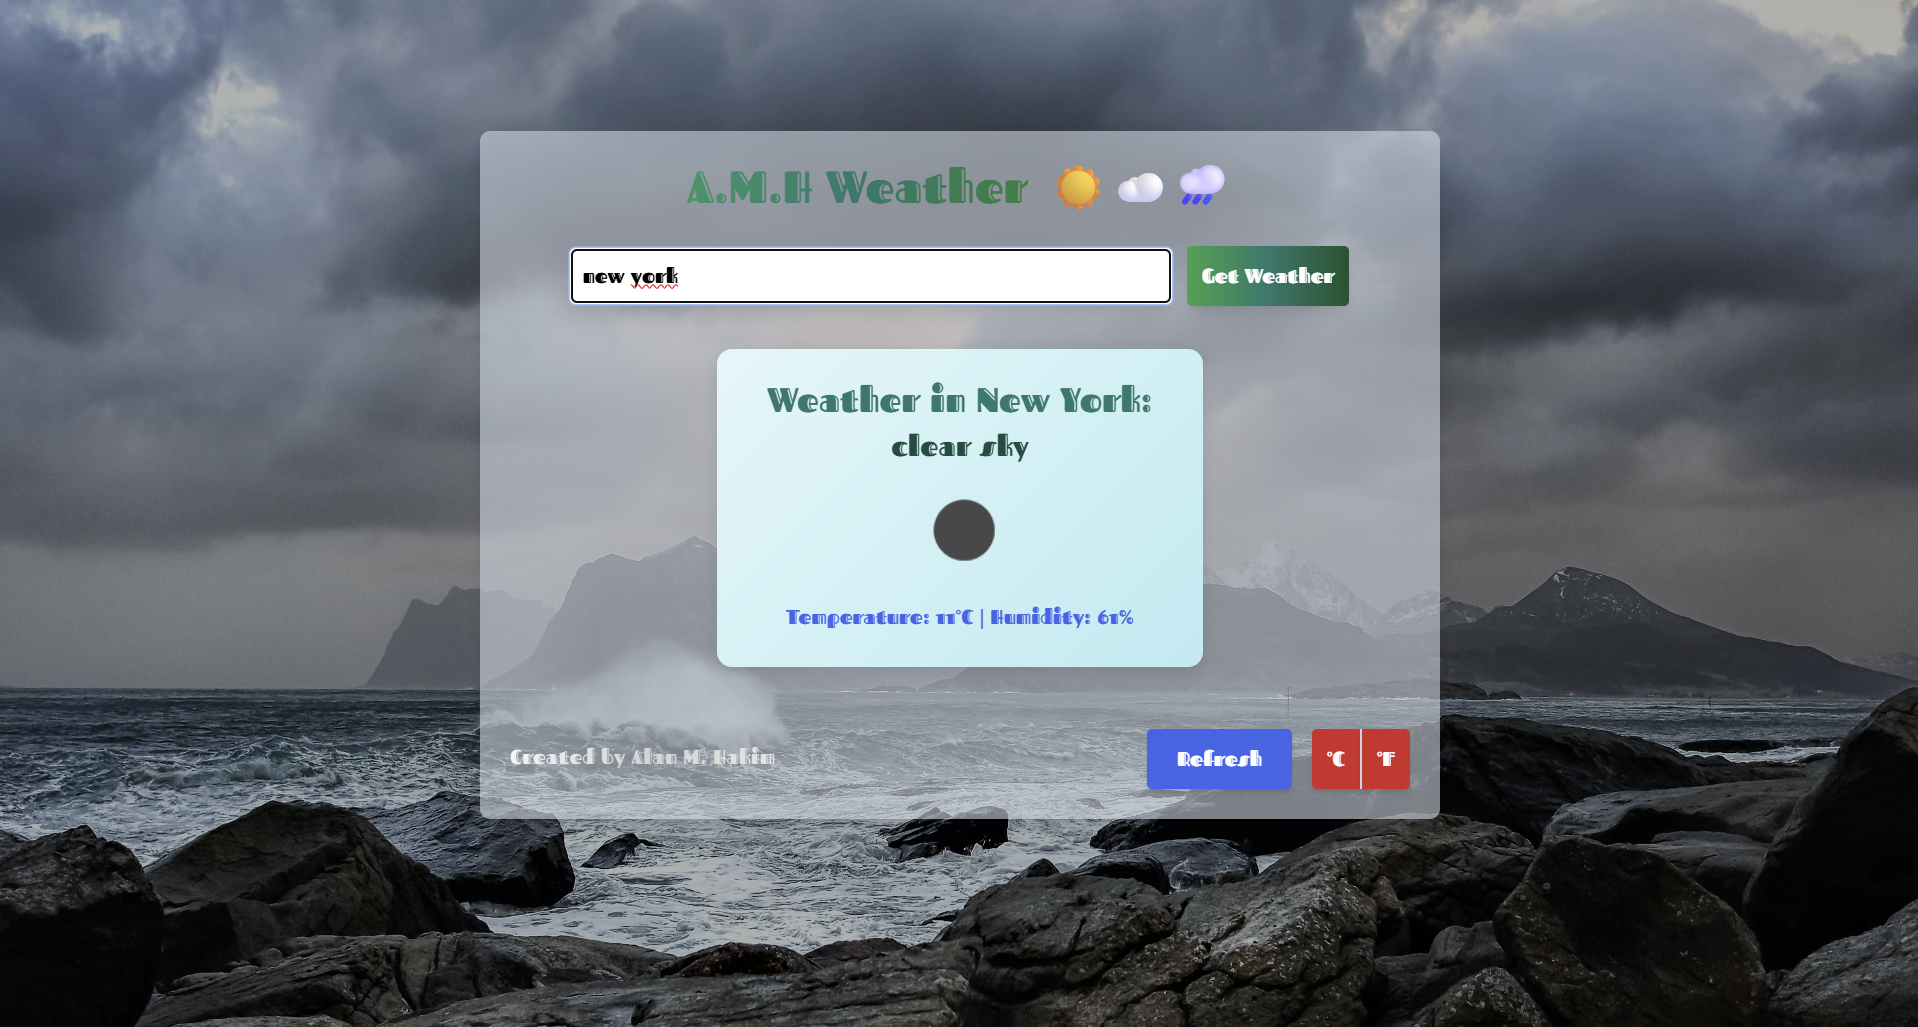 A.M.H Weather
new york
Get Weather
Weather in New York:
clear sky
Temperature: 11°C | Humidity: 61%
Created by Alan M. Hakim
Refresh
°C
°F